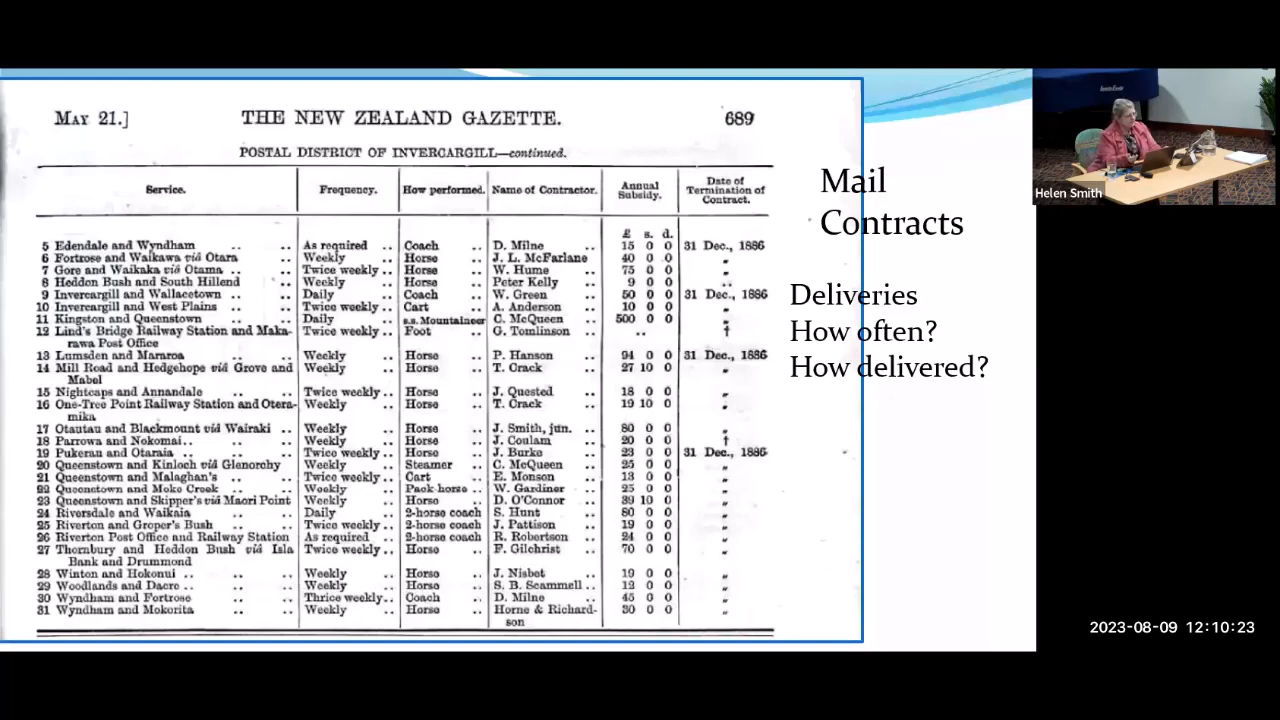 May 21.] THE NEW ZEALAND GAZETTE. 689
POSTAL DISTRICT OF INVERCARGILL—continued.
Service. Frequency. How performed. Name of Contractor. Annual Subsidy. Date of Termination of Contract.
£ s. d.
5 Edendale and Wyndham .. .. As required .. Coach .. D. Milne .. 15 0 0 31 Dec., 1886
6 Fortrose and Waikawa viâ Otara .. Weekly .. Horse .. J. L. McFarlane 40 0 0 „
7 Gore and Waikaka viâ Otama .. .. Twice weekly .. Horse .. W. Hume .. 75 0 0 „
8 Heddon Bush and South Hillend .. Weekly .. Horse .. Peter Kelly .. 9 0 0 „
9 Invercargill and Wallacetown .. .. Daily .. Coach .. W. Green .. 50 0 0 31 Dec., 1886
10 Invercargill and West Plains .. .. Twice weekly .. Cart .. A. Anderson .. 10 0 0 „
11 Kingston and Queenstown .. .. Daily .. s.s. Mountaineer C. McQueen .. 500 0 0 „
12 Lind's Bridge Railway Station and Maka- Twice weekly .. Foot .. G. Tomlinson .. .. †
rawa Post Office
13 Lumsden and Mararoa .. .. Weekly .. Horse .. P. Hanson .. 94 0 0 31 Dec., 1886
14 Mill Road and Hedgehope viâ Grove and Weekly .. Horse .. T. Crack .. 27 10 0 „
Mabel
15 Nightcaps and Annandale .. .. Twice weekly .. Horse .. J. Quested .. 18 0 0 „
16 One-Tree Point Railway Station and Otera- Weekly .. Horse .. T. Crack .. 19 10 0 „
mika
17 Otautau and Blackmount viâ Wairaki .. Weekly .. Horse .. J. Smith, jun. .. 80 0 0 „
18 Parrowa and Nokomai .. .. .. Weekly .. Horse .. J. Coulam .. 20 0 0 †
19 Pukerau and Otaraia .. .. .. Twice weekly .. Horse .. J. Burke .. 23 0 0 31 Dec., 1886
20 Queenstown and Kinloch viâ Glenorchy Weekly .. Steamer .. C. McQueen .. 25 0 0 „
21 Queenstown and Malaghan's .. .. Twice weekly .. Cart .. E. Monson .. 13 0 0 „
22 Queenstown and Moke Creek .. .. Weekly .. Pack-horse .. W. Gardiner .. 25 0 0 „
23 Queenstown and Skipper's viâ Maori Point Weekly .. Horse .. D. O'Connor .. 39 10 0 „
24 Riversdale and Waikaia .. .. Daily .. 2-horse coach S. Hunt .. 80 0 0 „
25 Riverton and Groper's Bush .. .. Twice weekly .. 2-horse coach J. Pattison .. 19 0 0 „
26 Riverton Post Office and Railway Station As required .. 2-horse coach R. Robertson .. 24 0 0 „
27 Thornbury and Heddon Bush viâ Isla Twice weekly .. Horse .. F. Gilchrist .. 70 0 0 „
Bank and Drummond
28 Winton and Hokonui .. .. .. Weekly .. Horse .. J. Nisbet .. 19 0 0 „
29 Woodlands and Dacre .. .. .. Weekly .. Horse .. S. B. Scammell .. 12 0 0 „
30 Wyndham and Fortrose .. .. Thrice weekly .. Coach .. D. Milne .. 45 0 0 „
31 Wyndham and Mokorita .. .. Weekly .. Horse .. Horne & Richard- 30 0 0 „
son
Mail
Contracts
Deliveries
How often?
How delivered?
Helen Smith
2023-08-09 12:10:23